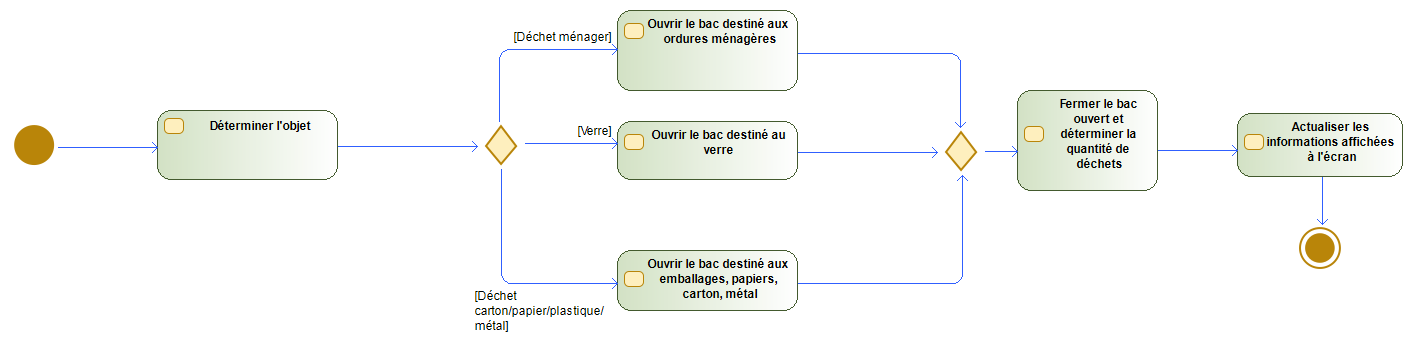 Déterminer l'objet
[Déchet ménager]
Ouvrir le bac destiné aux
ordures ménagères
[Verre]
Ouvrir le bac destiné au
verre
[Déchet
carton/papier/plastique/
métal]
Ouvrir le bac destiné aux
emballages, papiers,
carton, métal
Fermer le bac
ouvert et
déterminer la
quantité de
déchets
Actualiser les
informations affichées
à l'écran